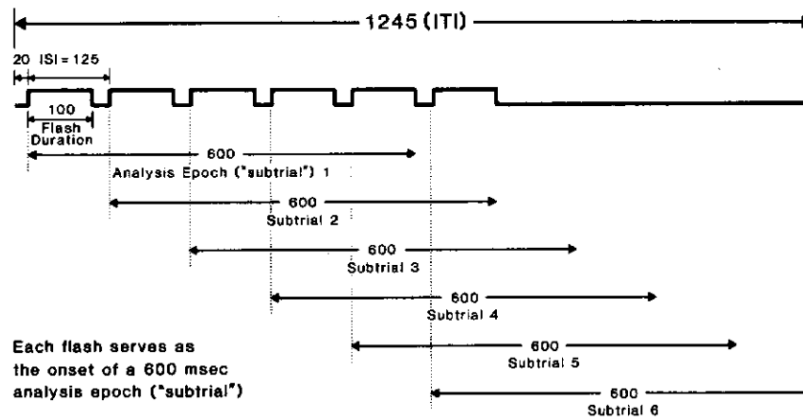 1245 (ITI)
20 ISI = 125
100
Flash
Duration
600
Analysis Epoch ("subtrial") 1
600
Subtrial 2
600
Subtrial 3
600
Subtrial 4
600
Subtrial 5
600
Subtrial 6
Each flash serves as
the onset of a 600 msec
analysis epoch ("subtrial")